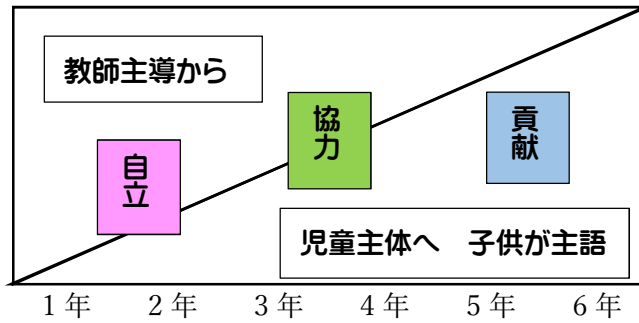 教師主導から
自立
協力
貢献
児童主体へ　子供が主語
1年　2年　3年　4年　5年　6年